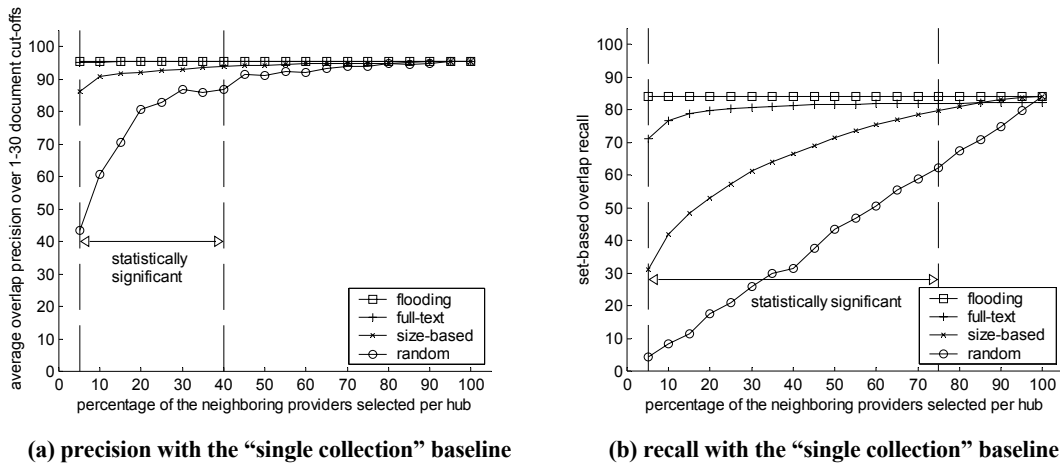 average overlap precision over 1-30 document cut-offs
100
90
80
70
60
50
40
30
20
10
0
statistically
significant
flooding
full-text
size-based
random
0 10 20 30 40 50 60 70 80 90 100
percentage of the neighboring providers selected per hub
(a) precision with the “single collection” baseline
set-based overlap recall
100
90
80
70
60
50
40
30
20
10
0
statistically significant
flooding
full-text
size-based
random
0 10 20 30 40 50 60 70 80 90 100
percentage of the neighboring providers selected per hub
(b) recall with the “single collection” baseline